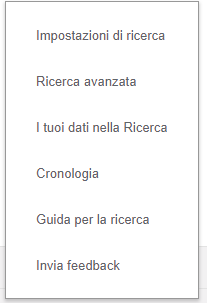 Impostazioni di ricerca
Ricerca avanzata
I tuoi dati nella Ricerca
Cronologia
Guida per la ricerca
Invia feedback